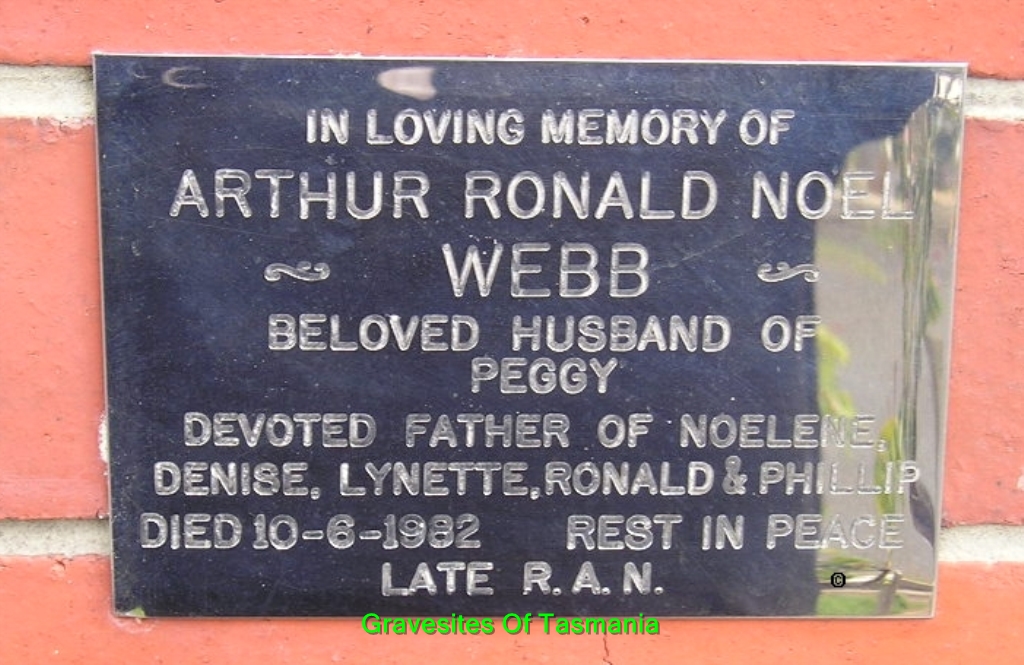 IN LOVING MEMORY OF
ARTHUR RONALD NOEL
~ WEBB ~
BELOVED HUSBAND OF
PEGGY
DEVOTED FATHER OF NOELENE,
DENISE, LYNETTE, RONALD & PHILLIP
DIED 10-6-1982 REST IN PEACE
LATE R.A.N.
©
Gravesites Of Tasmania